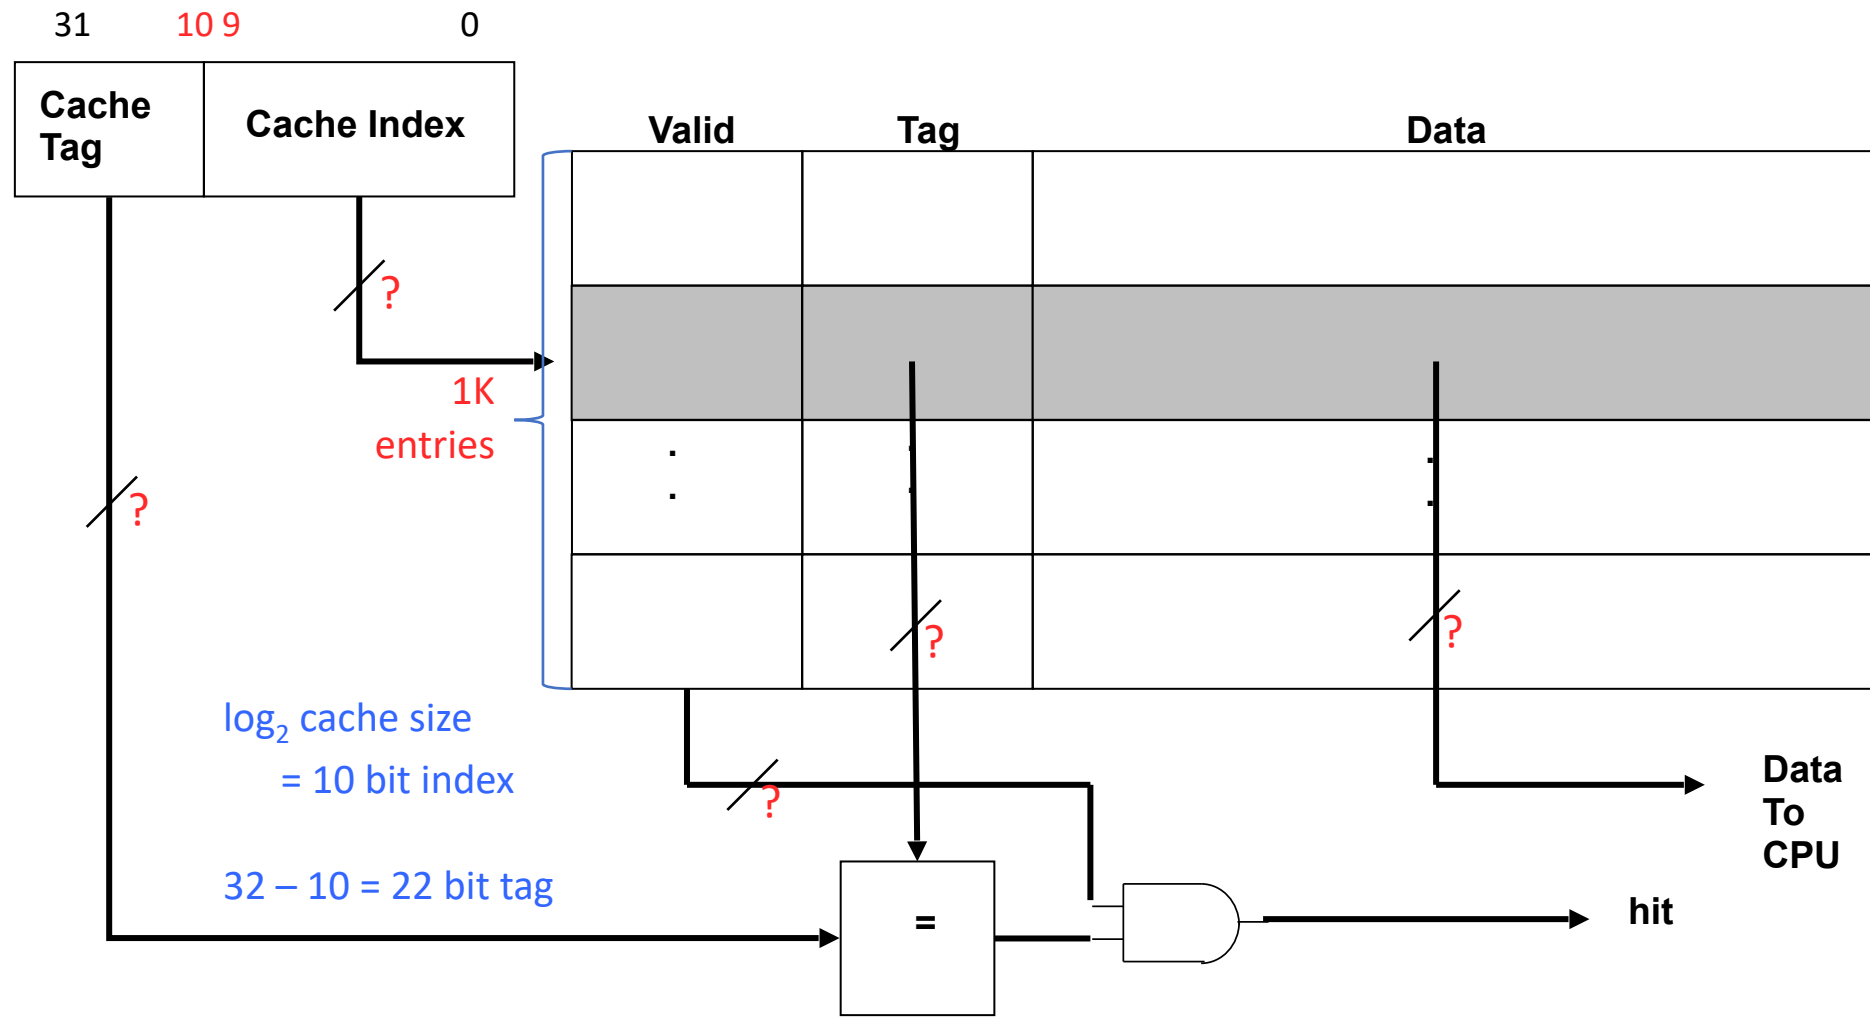 31 10 9 0
Cache
Tag
Cache Index
Valid Tag Data
?
1K
entries
?
?
?
log₂ cache size
= 10 bit index
?
Data
To
CPU
32 – 10 = 22 bit tag
=
hit